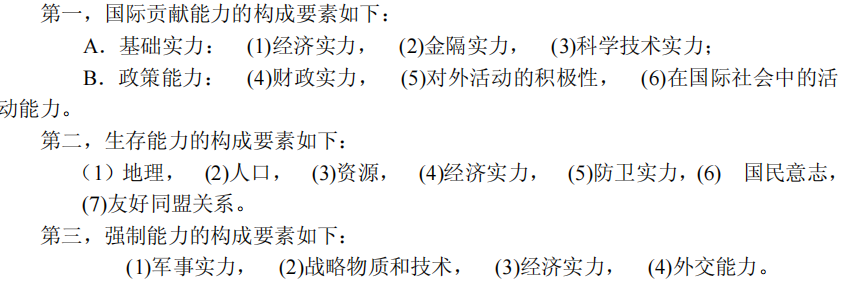 第一，国际贡献能力的构成要素如下：
A．基础实力： (1)经济实力， (2)金隔实力， (3)科学技术实力；
B．政策能力： (4)财政实力， (5)对外活动的积极性， (6)在国际社会中的活
动能力。
第二，生存能力的构成要素如下：
（1）地理， (2)人口， (3)资源， (4)经济实力， (5)防卫实力，(6) 国民意志，
(7)友好同盟关系。
第三，强制能力的构成要素如下：
(1)军事实力， (2)战略物质和技术， (3)经济实力， (4)外交能力。